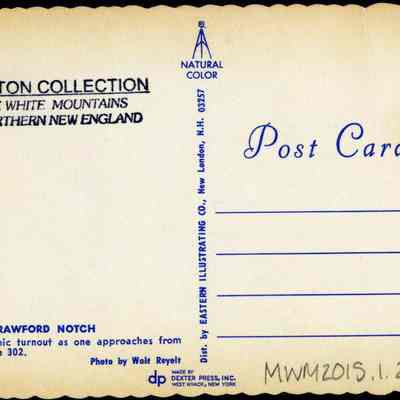 TON COLLECTION
WHITE MOUNTAINS
RTHERN NEW ENGLAND
RAWFORD NOTCH
nic turnout as one approaches from
e 302.
Photo by Walt Reyelt
NATURAL
COLOR
Dist. by EASTERN ILLUSTRATING CO., New London, N.H. 03257
dp MADE BY
DEXTER PRESS, INC.
WEST NYACK, NEW YORK
Post Card
MWM2015.1.2